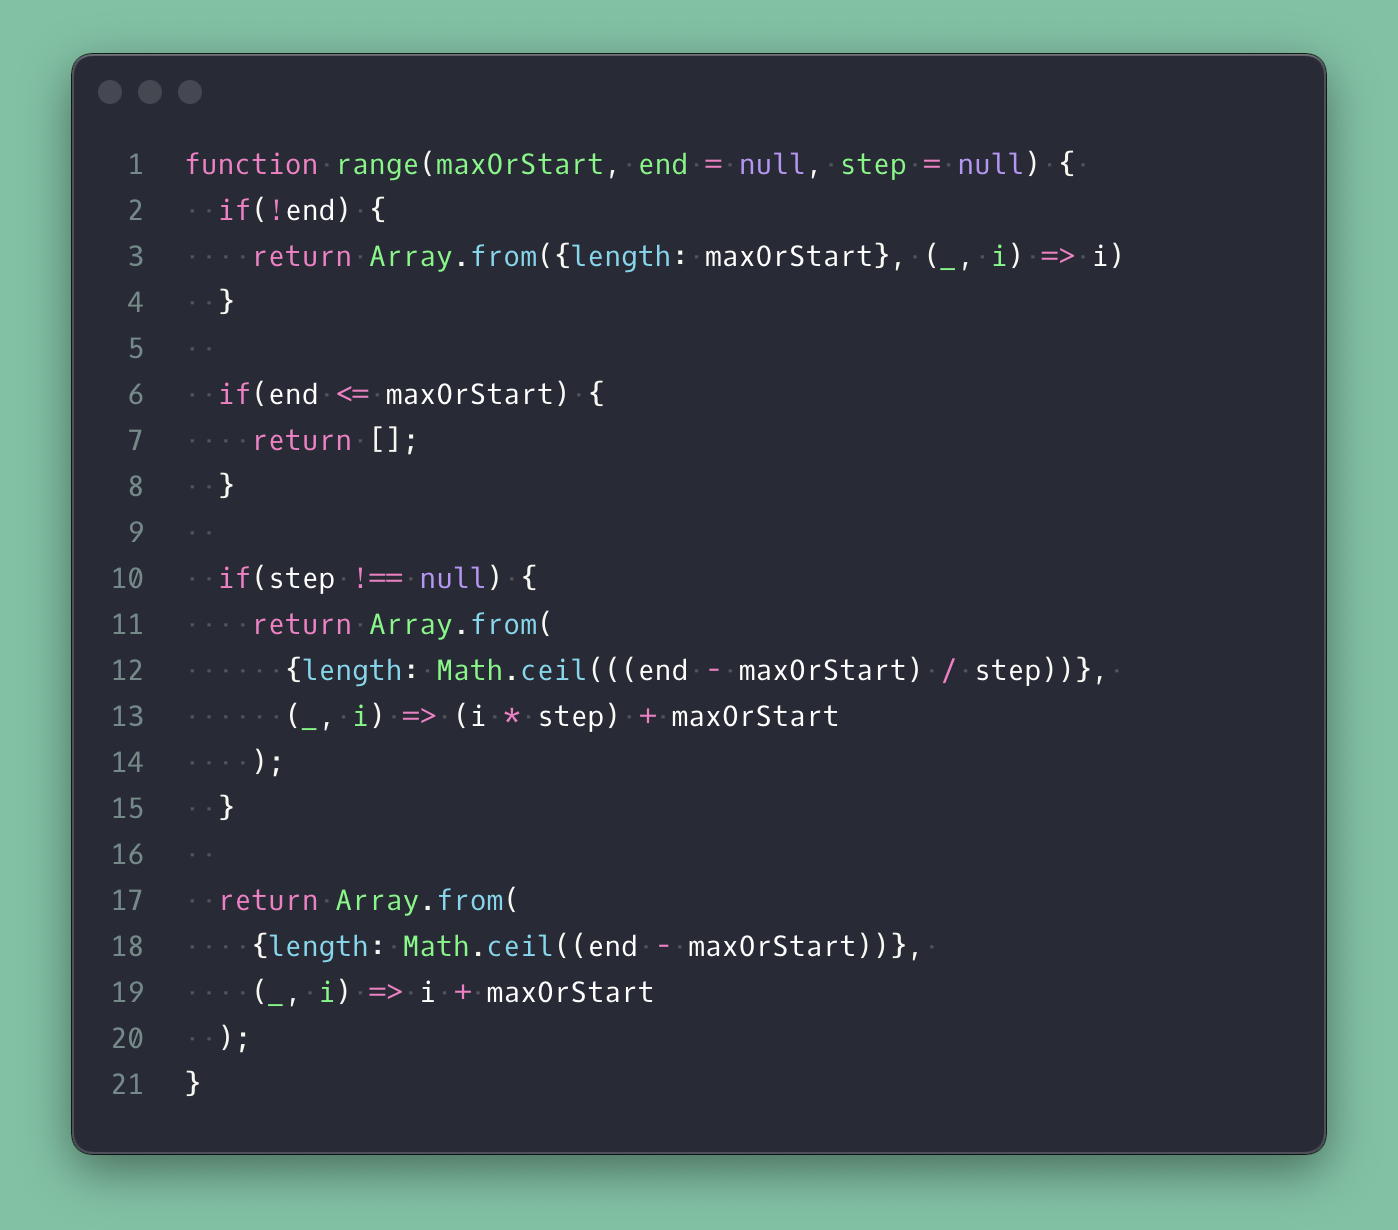 1 function range(maxOrStart, end = null, step = null) {
2   if(!end) {
3     return Array.from({length: maxOrStart}, (_, i) => i)
4   }
5
6   if(end <= maxOrStart) {
7     return [];
8   }
9
10   if(step !== null) {
11     return Array.from(
12       {length: Math.ceil(((end - maxOrStart) / step))},
13       (_, i) => (i * step) + maxOrStart
14     );
15   }
16
17   return Array.from(
18     {length: Math.ceil((end - maxOrStart))},
19     (_, i) => i + maxOrStart
20   );
21 }